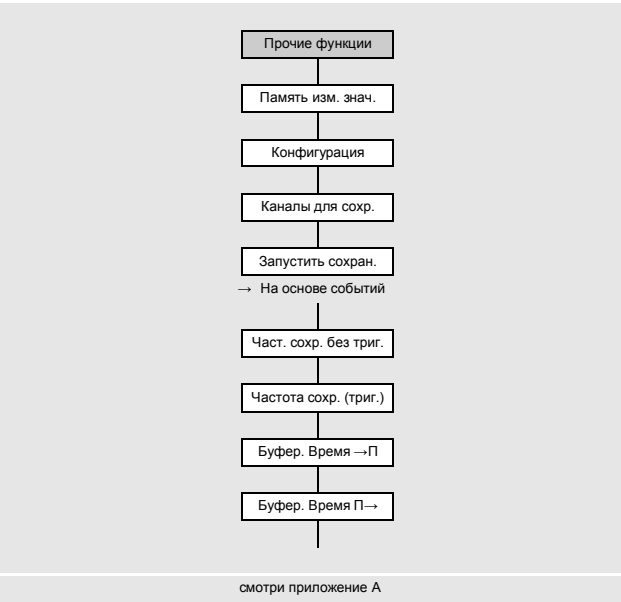 Прочие функции
Память изм. знач.
Конфигурация
Каналы для сохр.
Запустить сохран.
→ На основе событий
Част. сохр. без триг.
Частота сохр. (триг.)
Буфер. Время →П
Буфер. Время П→
смотри приложение А